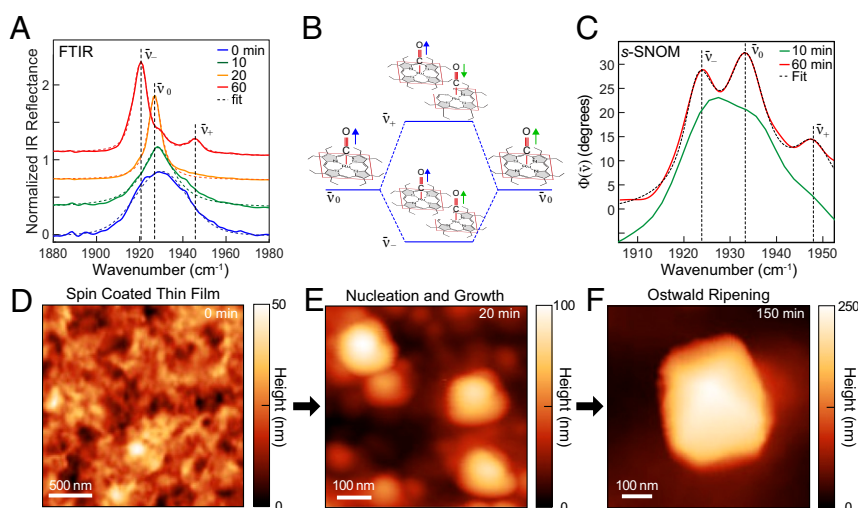 A
FTIR
ν̄₋
ν̄₀
ν̄₊
0 min
10
20
60
fit
Normalized IR Reflectance
2
1
0
1880 1900 1920 1940 1960 1980
Wavenumber (cm⁻¹)
B
O
C
O
C
ν̄₊
O
C
ν̄₀
O
C
ν̄₀
O
C
O
C
ν̄₋
C
s-SNOM
10 min
60 min
Fit
ν̄₋
ν̄₀
ν̄₊
Φ(ν̄) (degrees)
30
25
20
15
10
5
0
1910 1920 1930 1940 1950
Wavenumber (cm⁻¹)
D
Spin Coated Thin Film
0 min
500 nm
50
Height (nm)
0
E
Nucleation and Growth
20 min
100 nm
100
Height (nm)
0
F
Ostwald Ripening
150 min
100 nm
250
Height (nm)
0